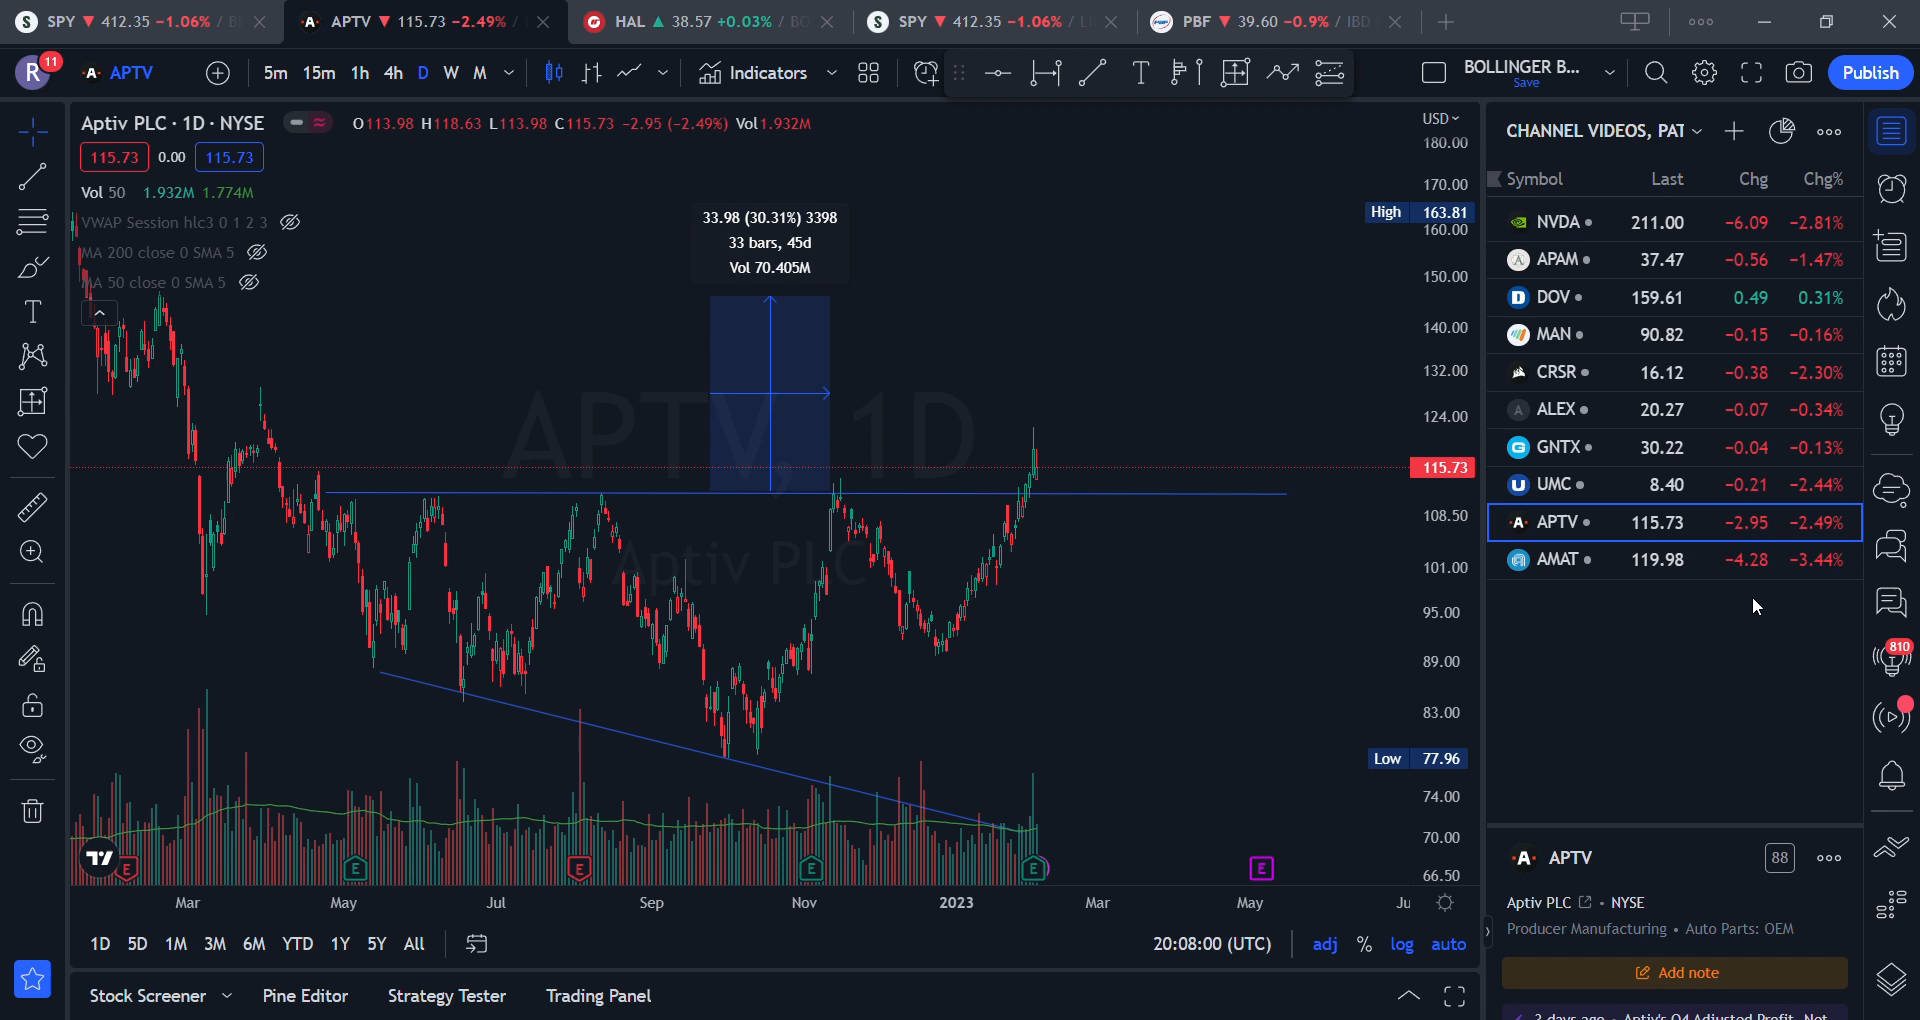 SPY ▼ 412.35 −1.06% /
APTV ▼ 115.73 −2.49% /
HAL ▲ 38.57 +0.03% / BO
SPY ▼ 412.35 −1.06% /
PBF ▼ 39.60 −0.9% / IBD
R 11
APTV
5m 15m 1h 4h D W M
Indicators
BOLLINGER B...
Save
Publish
Aptiv PLC · 1D · NYSE
O113.98 H118.63 L113.98 C115.73 −2.95 (−2.49%) Vol1.932M
115.73 0.00 115.73
Vol 50 1.932M 1.774M
VWAP Session hlc3 0 1 2 3
MA 200 close 0 SMA 5
MA 50 close 0 SMA 5
33.98 (30.31%) 3398
33 bars, 45d
Vol 70.405M
APTV, 1D
Aptiv PLC
USD
180.00
170.00
High 163.81
160.00
150.00
140.00
132.00
124.00
115.73
108.50
101.00
95.00
89.00
83.00
Low 77.96
74.00
70.00
66.50
E E E E E E
Mar May Jul Sep Nov 2023 Mar May Ju
1D 5D 1M 3M 6M YTD 1Y 5Y All
20:08:00 (UTC) adj % log auto
Stock Screener Pine Editor Strategy Tester Trading Panel
CHANNEL VIDEOS, PAT
Symbol Last Chg Chg%
NVDA 211.00 −6.09 −2.81%
APAM 37.47 −0.56 −1.47%
DOV 159.61 0.49 0.31%
MAN 90.82 −0.15 −0.16%
CRSR 16.12 −0.38 −2.30%
ALEX 20.27 −0.07 −0.34%
GNTX 30.22 −0.04 −0.13%
UMC 8.40 −0.21 −2.44%
APTV 115.73 −2.95 −2.49%
AMAT 119.98 −4.28 −3.44%
810
APTV 88
Aptiv PLC • NYSE
Producer Manufacturing • Auto Parts: OEM
Add note
3 days ago · Aptiv's Q4 Adjusted Profit, Net